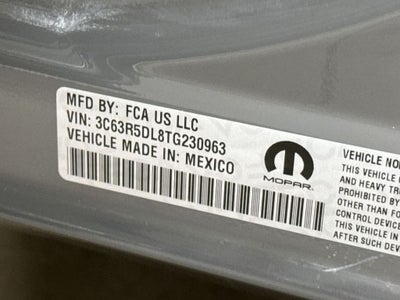 MFD BY: FCA US LLC
VIN: 3C63R5DL8TG230963
VEHICLE MADE IN: MEXICO
MOPAR
VEHICLE NO
THIS VEHICLE
AND HEAVY TR
PROHIBITED BY
OTHER THAN FO
CONTROL DEVICE
THIS VEHICLE IN
AFTER SUCH DEV